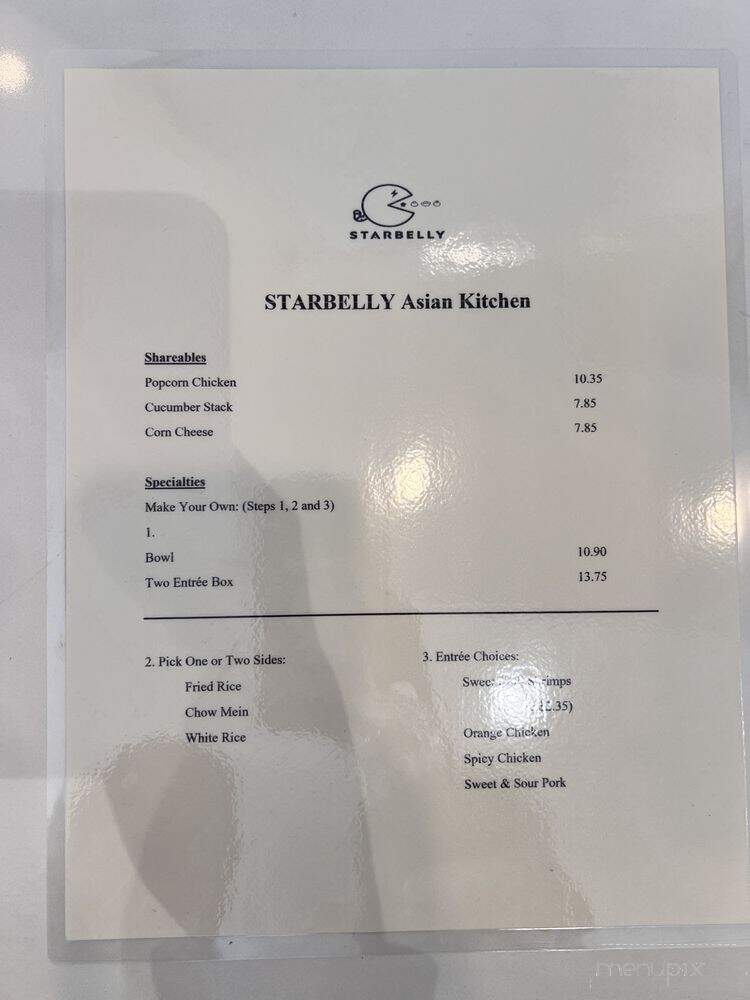 STARBELLY
STARBELLY Asian Kitchen
Shareables
Popcorn Chicken 10.35
Cucumber Stack 7.85
Corn Cheese 7.85
Specialties
Make Your Own: (Steps 1, 2 and 3)
1.
Bowl 10.90
Two Entrée Box 13.75
2. Pick One or Two Sides:
Fried Rice
Chow Mein
White Rice
3. Entrée Choices:
Orange Chicken
Spicy Chicken
Sweet & Sour Pork
menupix